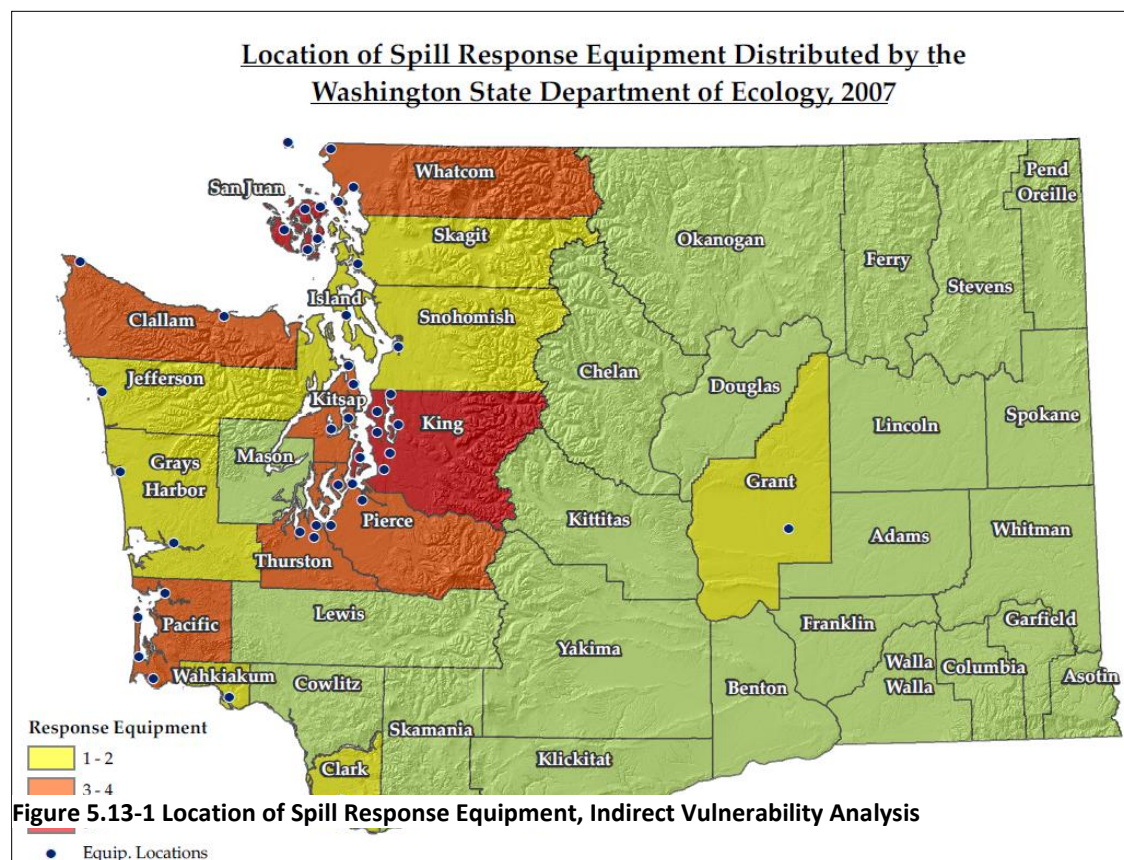 Location of Spill Response Equipment Distributed by the
Washington State Department of Ecology, 2007
Whatcom
San Juan
Pend
Oreille
Skagit
Okanogan
Ferry
Stevens
Island
Snohomish
Clallam
Chelan
Jefferson
Douglas
Kitsap
King
Lincoln
Spokane
Mason
Grays
Harbor
Grant
Kittitas
Pierce
Adams
Whitman
Thurston
Lewis
Pacific
Franklin
Garfield
Yakima
Walla
Walla
Columbia
Wahkiakum
Cowlitz
Benton
Asotin
Skamania
Response Equipment
1 - 2
Klickitat
Clark
3 - 4
Figure 5.13-1 Location of Spill Response Equipment, Indirect Vulnerability Analysis
Equip. Locations